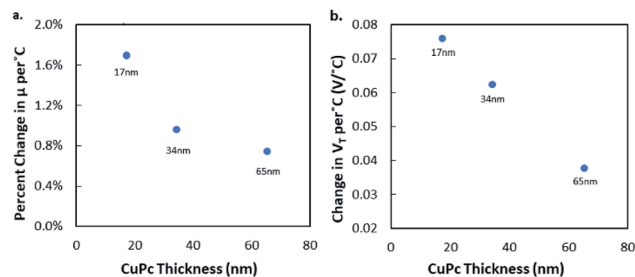 a.
Percent Change in µ per˚C
2.0%
1.6%
1.2%
0.8%
0.4%
0.0%
17nm
34nm
65nm
0 20 40 60 80
CuPc Thickness (nm)
b.
Change in VT per˚C (V/˚C)
0.08
0.07
0.06
0.05
0.04
0.03
0.02
17nm
34nm
65nm
0 20 40 60 80
CuPc Thickness (nm)